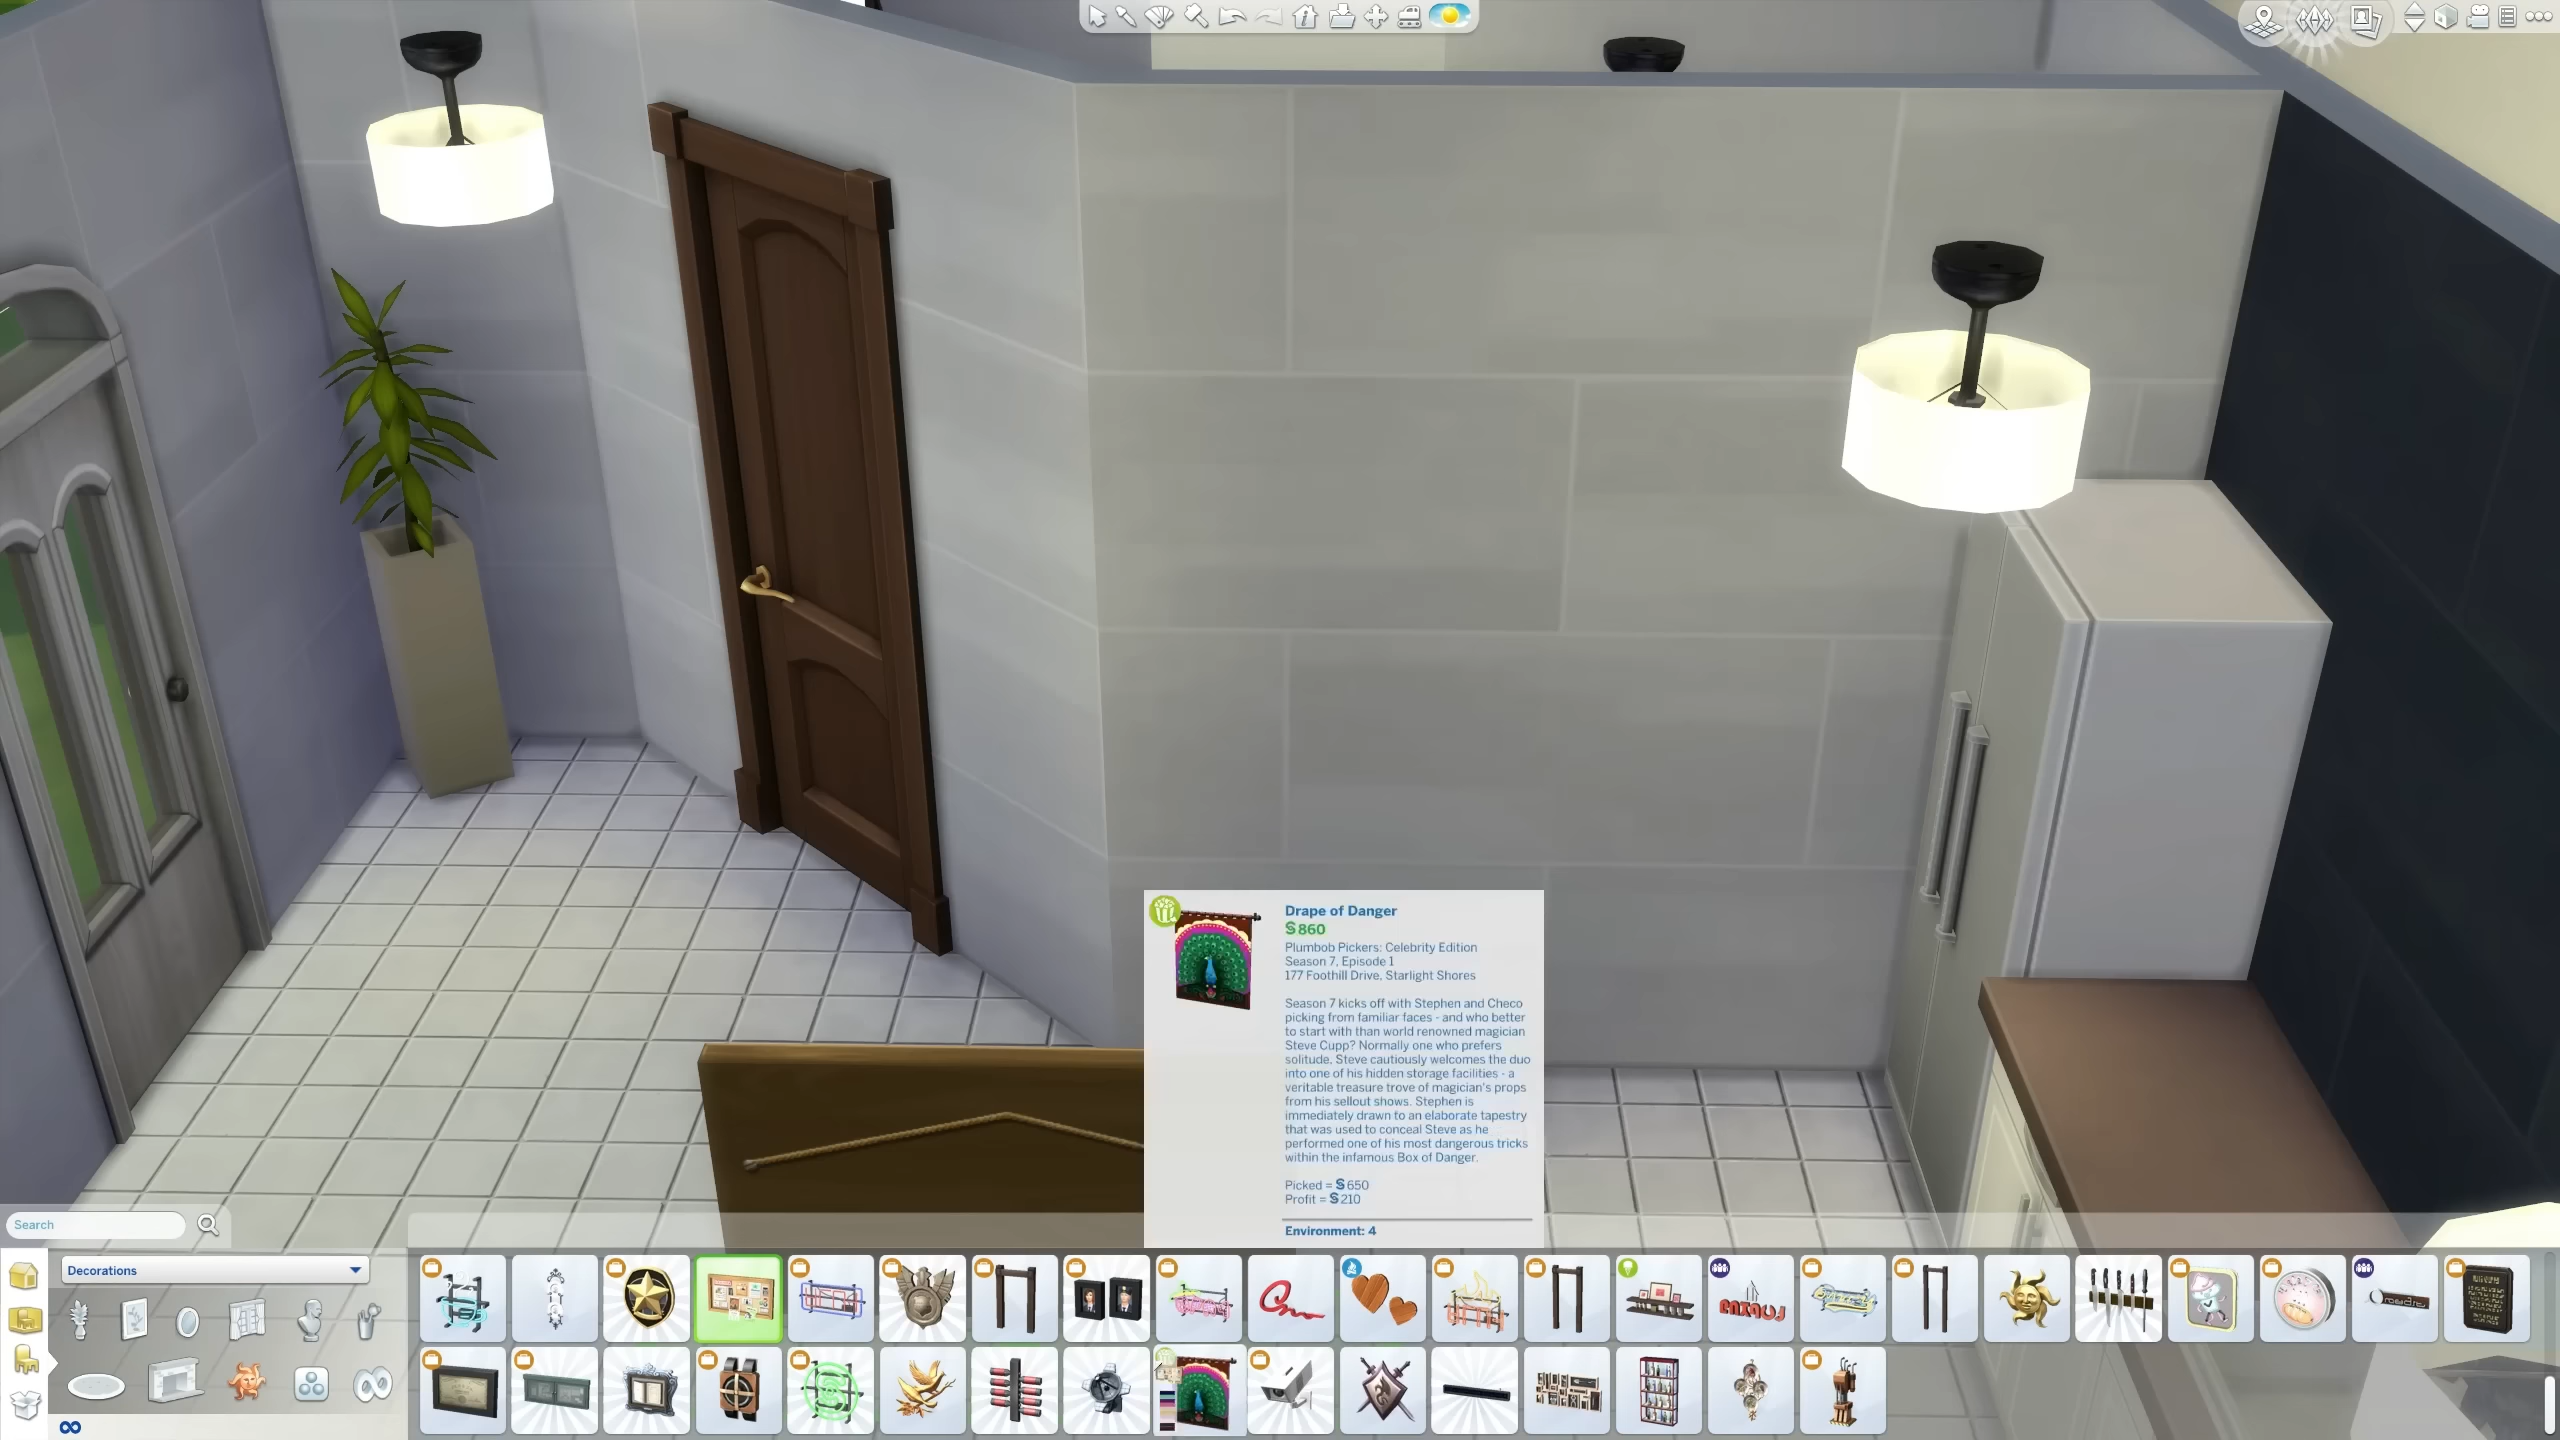 Drape of Danger
§860
Plumbob Pickers: Celebrity Edition
Season 7, Episode 1
177 Foothill Drive, Starlight Shores
Season 7 kicks off with Stephen and Checo
picking from familiar faces - and who better
to start with than world renowned magician
Steve Cupp? Normally one who prefers
solitude, Steve cautiously welcomes the duo
into one of his hidden storage facilities - a
veritable treasure trove of magician's props
from his sellout shows. Stephen is
immediately drawn to an elaborate tapestry
that was used to conceal Steve as he
performed one of his most dangerous tricks
within the infamous Box of Danger.
Picked = §650
Profit = §210
Environment: 4
Search
Decorations